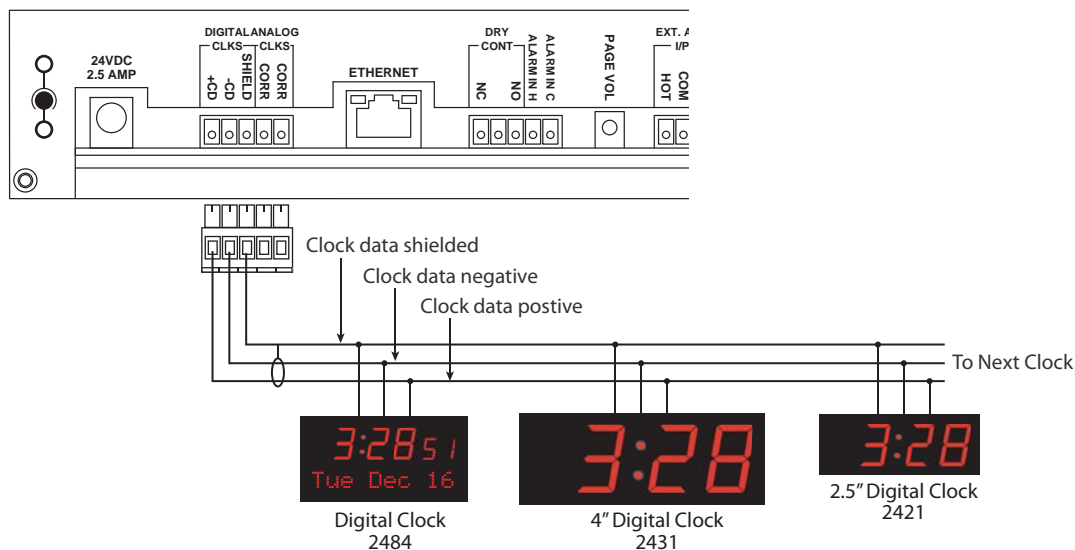 DIGITAL ANALOG
CLKS CLKS
+CD
-CD
SHIELD
CORR
CORR
24VDC
2.5 AMP
ETHERNET
DRY
CONT
NC
NO
ALARM IN H
ALARM IN C
PAGE VOL
EXT. A
I/P
HOT
COM
Clock data shielded
Clock data negative
Clock data postive
To Next Clock
3:28 51
Tue Dec 16
3:28
3:28
Digital Clock
2484
4” Digital Clock
2431
2.5” Digital Clock
2421